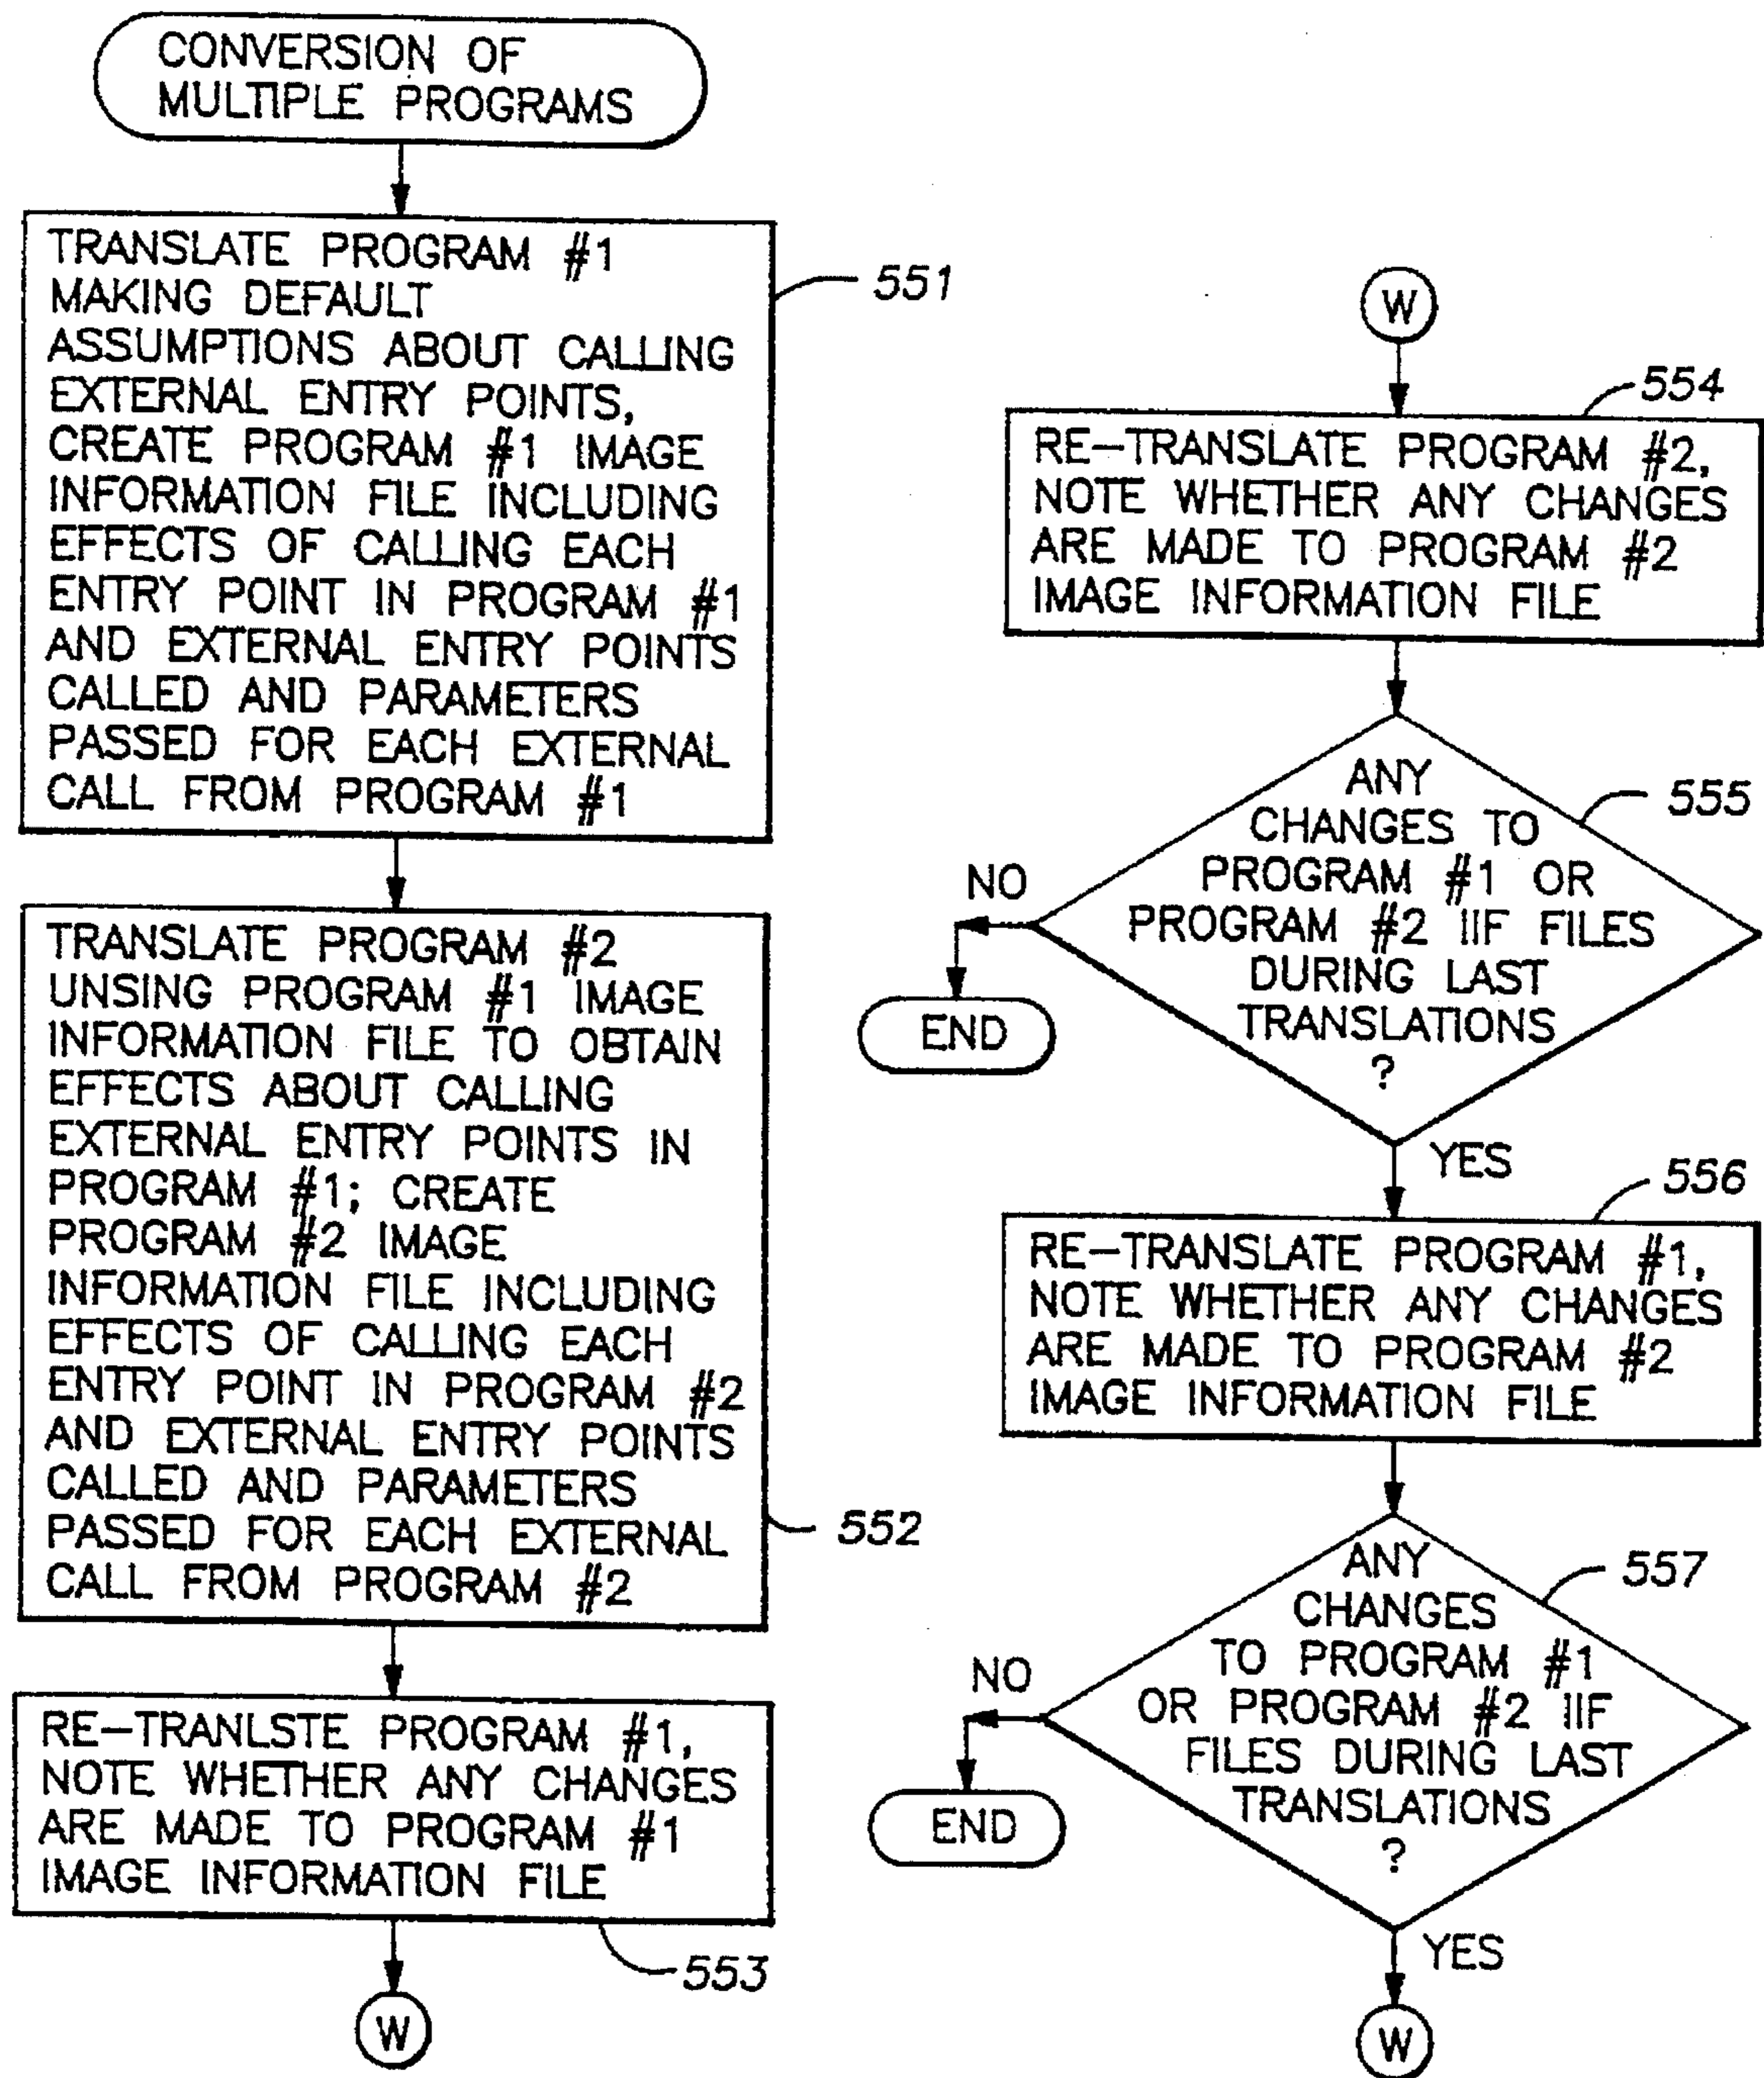 CONVERSION OF
MULTIPLE PROGRAMS
TRANSLATE PROGRAM #1
MAKING DEFAULT
ASSUMPTIONS ABOUT CALLING
EXTERNAL ENTRY POINTS,
CREATE PROGRAM #1 IMAGE
INFORMATION FILE INCLUDING
EFFECTS OF CALLING EACH
ENTRY POINT IN PROGRAM #1
AND EXTERNAL ENTRY POINTS
CALLED AND PARAMETERS
PASSED FOR EACH EXTERNAL
CALL FROM PROGRAM #1
551
TRANSLATE PROGRAM #2
UNSING PROGRAM #1 IMAGE
INFORMATION FILE TO OBTAIN
EFFECTS ABOUT CALLING
EXTERNAL ENTRY POINTS IN
PROGRAM #1; CREATE
PROGRAM #2 IMAGE
INFORMATION FILE INCLUDING
EFFECTS OF CALLING EACH
ENTRY POINT IN PROGRAM #2
AND EXTERNAL ENTRY POINTS
CALLED AND PARAMETERS
PASSED FOR EACH EXTERNAL
CALL FROM PROGRAM #2
552
RE-TRANLSTE PROGRAM #1,
NOTE WHETHER ANY CHANGES
ARE MADE TO PROGRAM #1
IMAGE INFORMATION FILE
553
W
W
554
RE-TRANSLATE PROGRAM #2,
NOTE WHETHER ANY CHANGES
ARE MADE TO PROGRAM #2
IMAGE INFORMATION FILE
ANY
CHANGES TO
PROGRAM #1 OR
PROGRAM #2 IIF FILES
DURING LAST
TRANSLATIONS
?
555
NO
END
YES
556
RE-TRANSLATE PROGRAM #1,
NOTE WHETHER ANY CHANGES
ARE MADE TO PROGRAM #2
IMAGE INFORMATION FILE
ANY
CHANGES
TO PROGRAM #1
OR PROGRAM #2 IIF
FILES DURING LAST
TRANSLATIONS
?
557
NO
END
YES
W